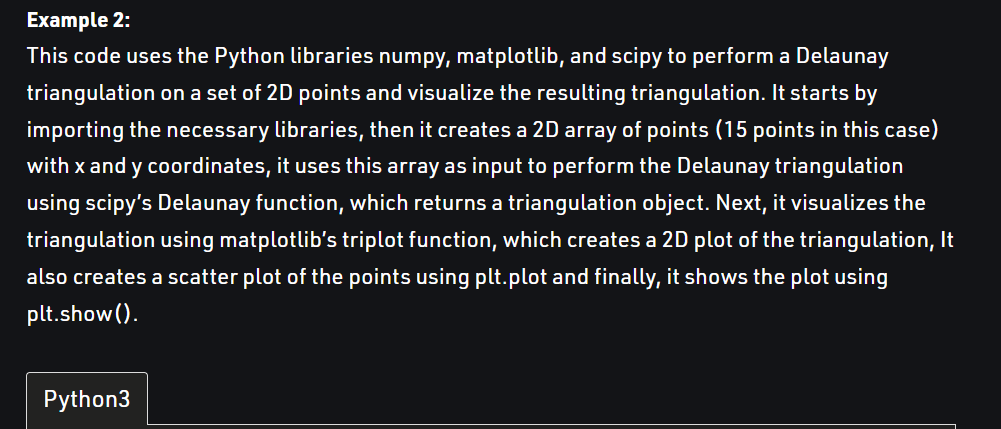 Example 2:
This code uses the Python libraries numpy, matplotlib, and scipy to perform a Delaunay
triangulation on a set of 2D points and visualize the resulting triangulation. It starts by
importing the necessary libraries, then it creates a 2D array of points (15 points in this case)
with x and y coordinates, it uses this array as input to perform the Delaunay triangulation
using scipy’s Delaunay function, which returns a triangulation object. Next, it visualizes the
triangulation using matplotlib’s triplot function, which creates a 2D plot of the triangulation, It
also creates a scatter plot of the points using plt.plot and finally, it shows the plot using
plt.show().
Python3